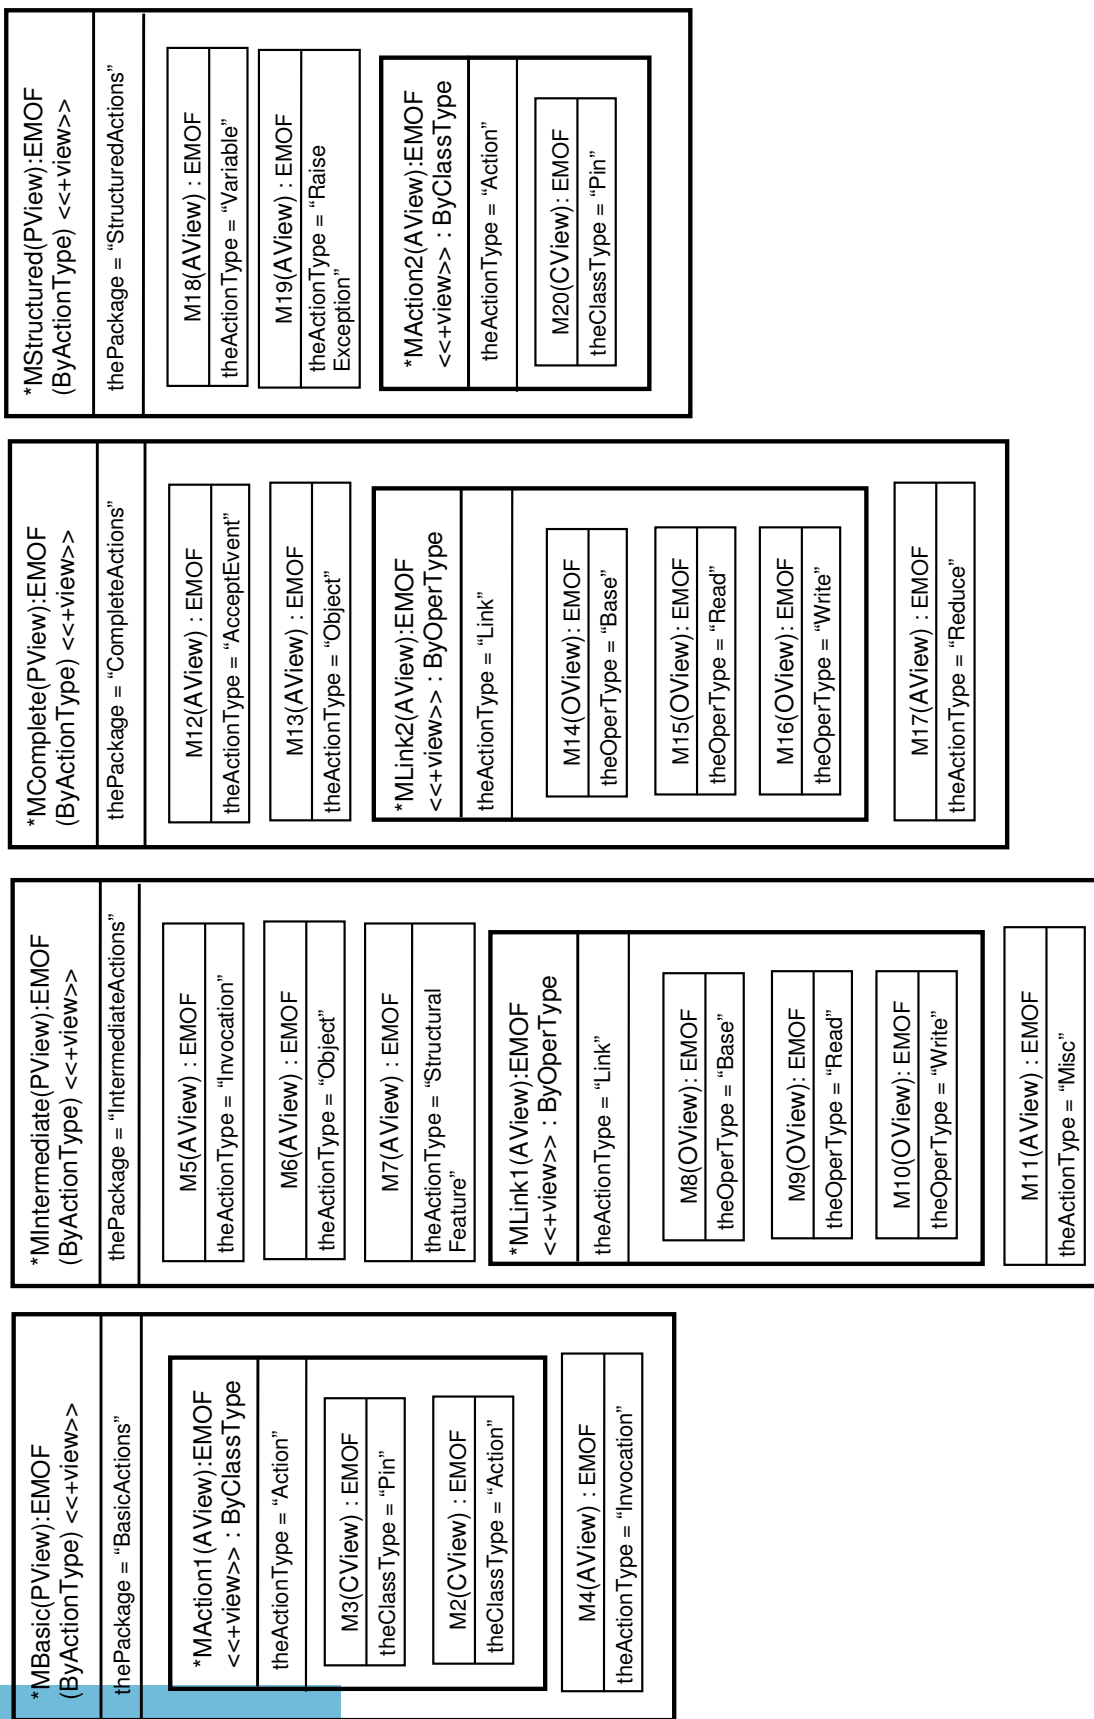 *MBasic(PView):EMOF
(ByActionType) <<+view>>
thePackage = “BasicActions”
*MAction1(AView):EMOF
<<+view>> : ByClassType
theActionType = “Action”
M3(CView) : EMOF
theClassType = “Pin”
M2(CView) : EMOF
theClassType = “Action”
M4(AView) : EMOF
theActionType = “Invocation”
*MIntermediate(PView):EMOF
(ByActionType) <<+view>>
thePackage = “IntermediateActions”
M5(AView) : EMOF
theActionType = “Invocation”
M6(AView) : EMOF
theActionType = “Object”
M7(AView) : EMOF
theActionType = “Structural
Feature”
*MLink1(AView):EMOF
<<+view>> : ByOperType
theActionType = “Link”
M8(OView): EMOF
theOperType = “Base”
M9(OView): EMOF
theOperType = “Read”
M10(OView): EMOF
theOperType = “Write”
M11(AView) : EMOF
theActionType = “Misc”
*MComplete(PView):EMOF
(ByActionType) <<+view>>
thePackage = “CompleteActions”
M12(AView) : EMOF
theActionType = “AcceptEvent”
M13(AView) : EMOF
theActionType = “Object”
*MLink2(AView):EMOF
<<+view>> : ByOperType
theActionType = “Link”
M14(OView): EMOF
theOperType = “Base”
M15(OView): EMOF
theOperType = “Read”
M16(OView): EMOF
theOperType = “Write”
M17(AView) : EMOF
theActionType = “Reduce”
*MStructured(PView):EMOF
(ByActionType) <<+view>>
thePackage = “StructuredActions”
M18(AView) : EMOF
theActionType = “Variable”
M19(AView) : EMOF
theActionType = “Raise
Exception”
*MAction2(AView):EMOF
<<+view>> : ByClassType
theActionType = “Action”
M20(CView): EMOF
theClassType = “Pin”